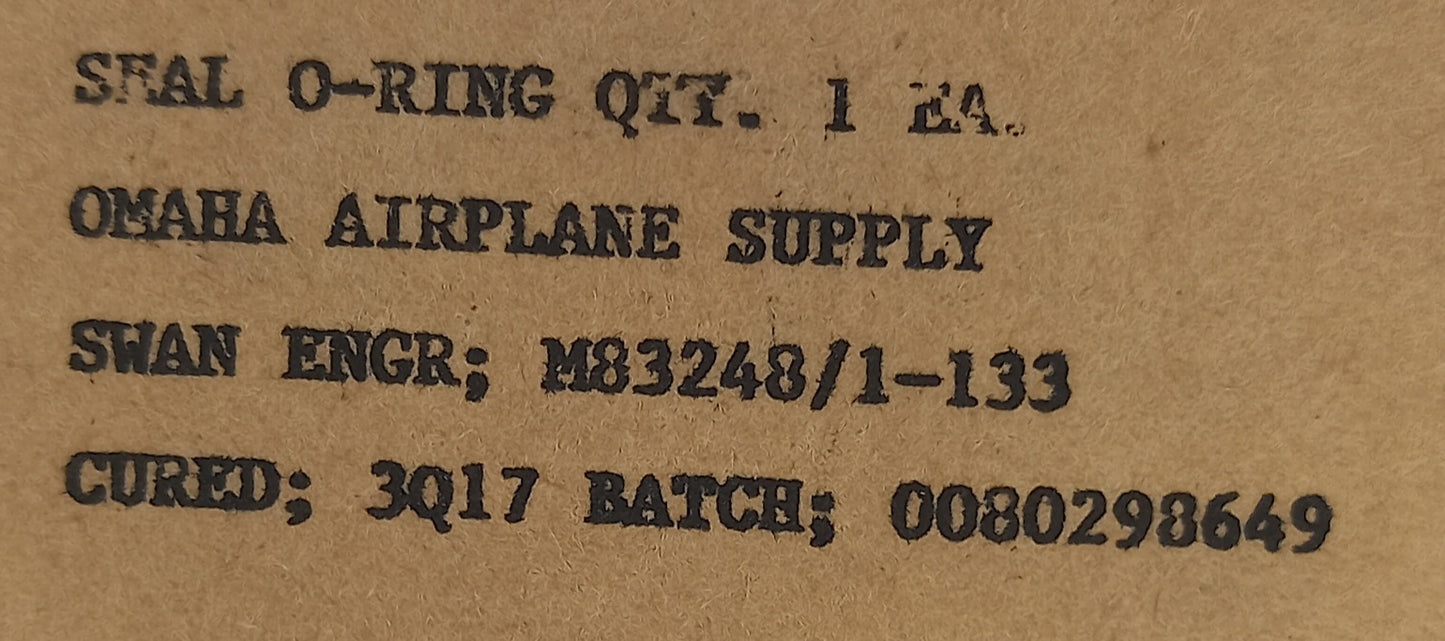 SEAL O-RING QTY. 1 EA.
OMAHA AIRPLANE SUPPLY
SWAN ENGR; M83248/1-133
CURED; 3Q17 BATCH; 0080298649